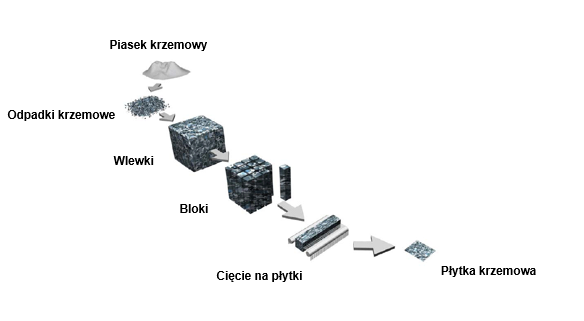 Piasek krzemowy
Odpadki krzemowe
Wlewki
Bloki
Cięcie na płytki
Płytka krzemowa